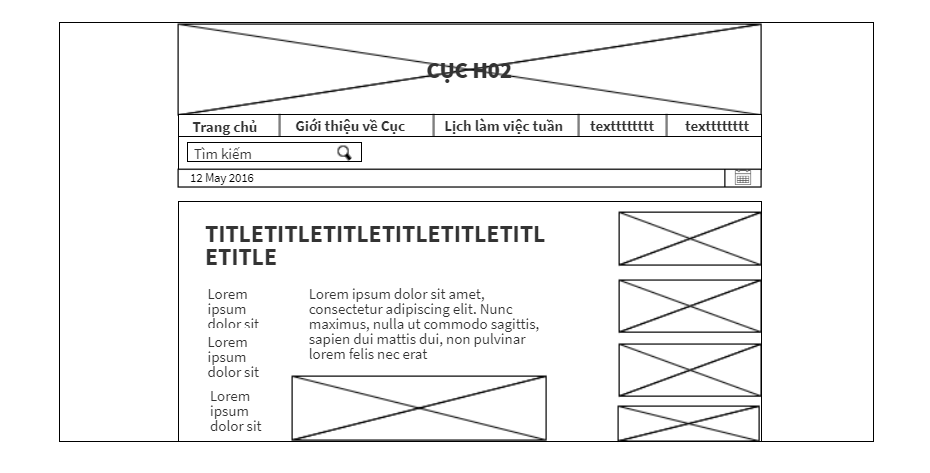 CỤC H02
Trang chủ
Giới thiệu về Cục
Lịch làm việc tuần
textttttttt
textttttttt
Tìm kiếm
12 May 2016
TITLETITLETITLETITLETITLETITL
ETITLE
Lorem
ipsum
dolor sit
Lorem
ipsum
dolor sit
Lorem
ipsum
dolor sit
Lorem ipsum dolor sit amet,
consectetur adipiscing elit. Nunc
maximus, nulla ut commodo sagittis,
sapien dui mattis dui, non pulvinar
lorem felis nec erat